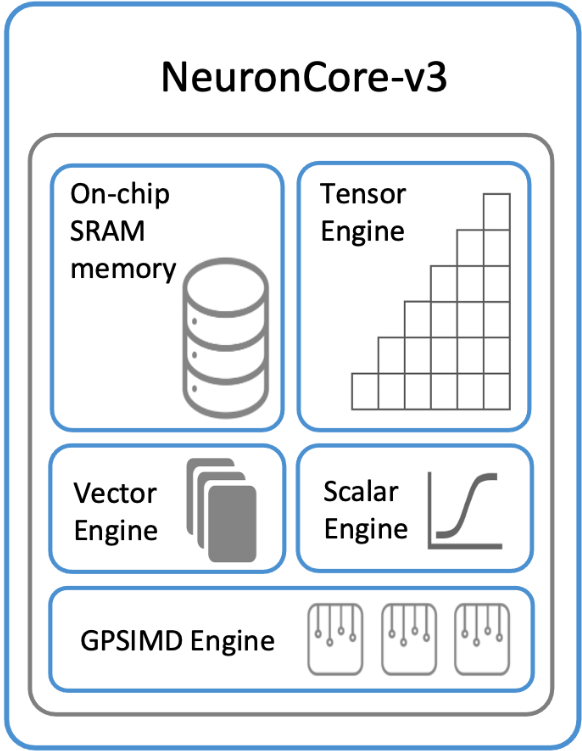 NeuronCore-v3
On-chip
SRAM
memory
Tensor
Engine
Vector
Engine
Scalar
Engine
GPSIMD Engine